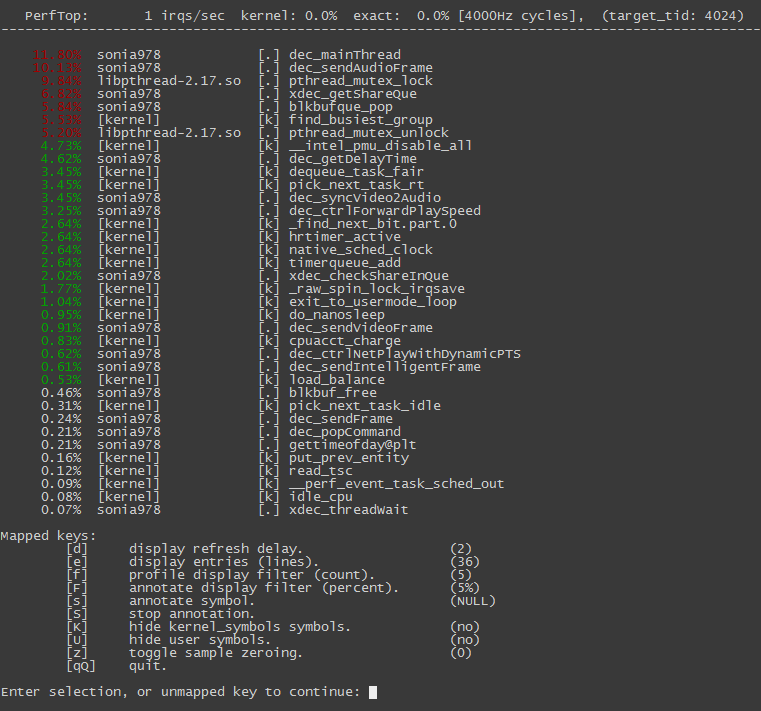 PerfTop: 1 irqs/sec kernel: 0.0% exact: 0.0% [4000Hz cycles], (target_tid: 4024)
11.80% sonia978 [.] dec_mainThread
sonia978 [.] dec_sendAudioFrame
libpthread-2.17.so [.] pthread_mutex_lock
sonia978 [.] xdec_getShareQue
5.84% sonia978 [.] blkbufque_pop
5.53% [kernel] [k] find_busiest_group
5.20% libpthread-2.17.so [.] pthread_mutex_unlock
4.73% [kernel] [k] __intel_pmu_disable_all
4.62% sonia978 [.] dec_getDelayTime
3.45% [kernel] [k] dequeue_task_fair
3.45% [kernel] [k] pick_next_task_rt
3.45% sonia978 [.] dec_syncVideo2Audio
3.25% sonia978 [.] dec_ctrlForwardPlaySpeed
2.64% [kernel] [k] _find_next_bit.part.0
2.64% [kernel] [k] hrtimer_active
2.64% [kernel] [k] native_sched_clock
2.64% [kernel] [k] timerqueue_add
2.02% sonia978 [.] xdec_checkShareInQue
1.77% [kernel] [k] _raw_spin_lock_irqsave
1.04% [kernel] [k] exit_to_usermode_loop
0.95% [kernel] [k] do_nanosleep
0.91% sonia978 [.] dec_sendVideoFrame
0.83% [kernel] [k] cpuacct_charge
0.62% sonia978 [.] dec_ctrlNetPlayWithDynamicPTS
0.61% sonia978 [.] dec_sendIntelligentFrame
0.53% [kernel] [k] load_balance
0.46% sonia978 [.] blkbuf_free
0.31% [kernel] [k] pick_next_task_idle
0.24% sonia978 [.] dec_sendFrame
0.21% sonia978 [.] dec_popCommand
0.21% sonia978 [.] gettimeofday@plt
0.16% [kernel] [k] put_prev_entity
0.12% [kernel] [k] read_tsc
0.09% [kernel] [k] __perf_event_task_sched_out
0.08% [kernel] [k] idle_cpu
0.07% sonia978 [.] xdec_threadWait
Mapped keys:
[d] display refresh delay. (2)
[e] display entries (lines). (36)
[f] profile display filter (count). (5)
[F] annotate display filter (percent). (5%)
[s] annotate symbol. (NULL)
[S] stop annotation.
[K] hide kernel_symbols symbols. (no)
[U] hide user symbols. (no)
[z] toggle sample zeroing. (0)
[qQ] quit.
Enter selection, or unmapped key to continue: